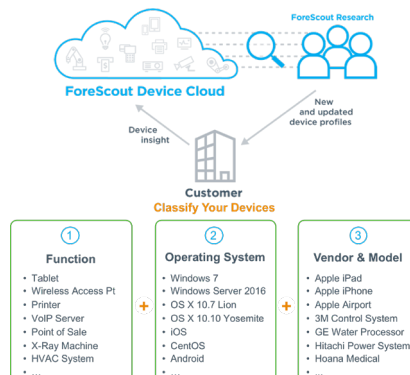 ForeScout Research
ForeScout Device Cloud
New
and updated
device profiles
Device
insight
Customer
Classify Your Devices
1
Function
• Tablet
• Wireless Access Pt
• Printer
• VoIP Server
• Point of Sale
• X-Ray Machine
• HVAC System
• ...
+
2
Operating System
• Windows 7
• Windows Server 2016
• OS X 10.7 Lion
• OS X 10.10 Yosemite
• iOS
• CentOS
• Android
• ...
+
3
Vendor & Model
• Apple iPad
• Apple iPhone
• Apple Airport
• 3M Control System
• GE Water Processor
• Hitachi Power System
• Hoana Medical
• ...